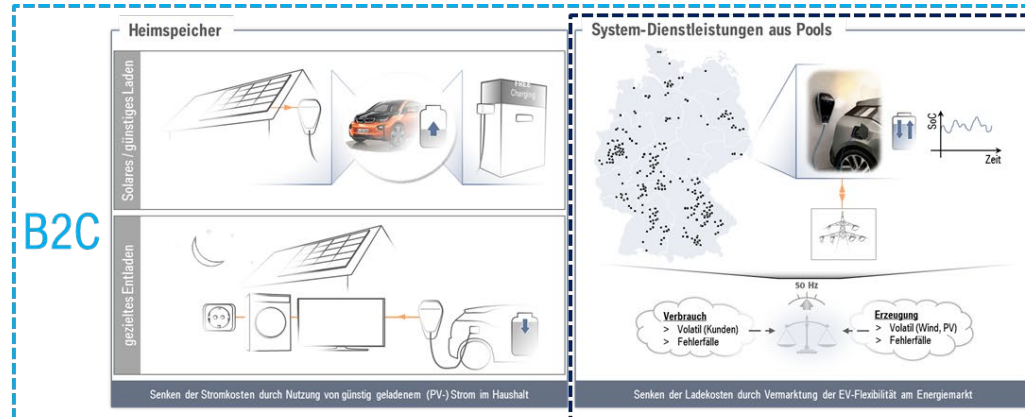 Heimspeicher
System-Dienstleistungen aus Pools
B2C
Solares / günstiges Laden
Charging
SoC
Zeit
gezieltes Entladen
50 Hz
Verbrauch
> Volatil (Kunden)
> Fehlerfälle
Erzeugung
> Volatil (Wind, PV)
> Fehlerfälle
Senken der Stromkosten durch Nutzung von günstig geladenem (PV-) Strom im Haushalt
Senken der Ladekosten durch Vermarktung der EV-Flexibilität am Energiemarkt